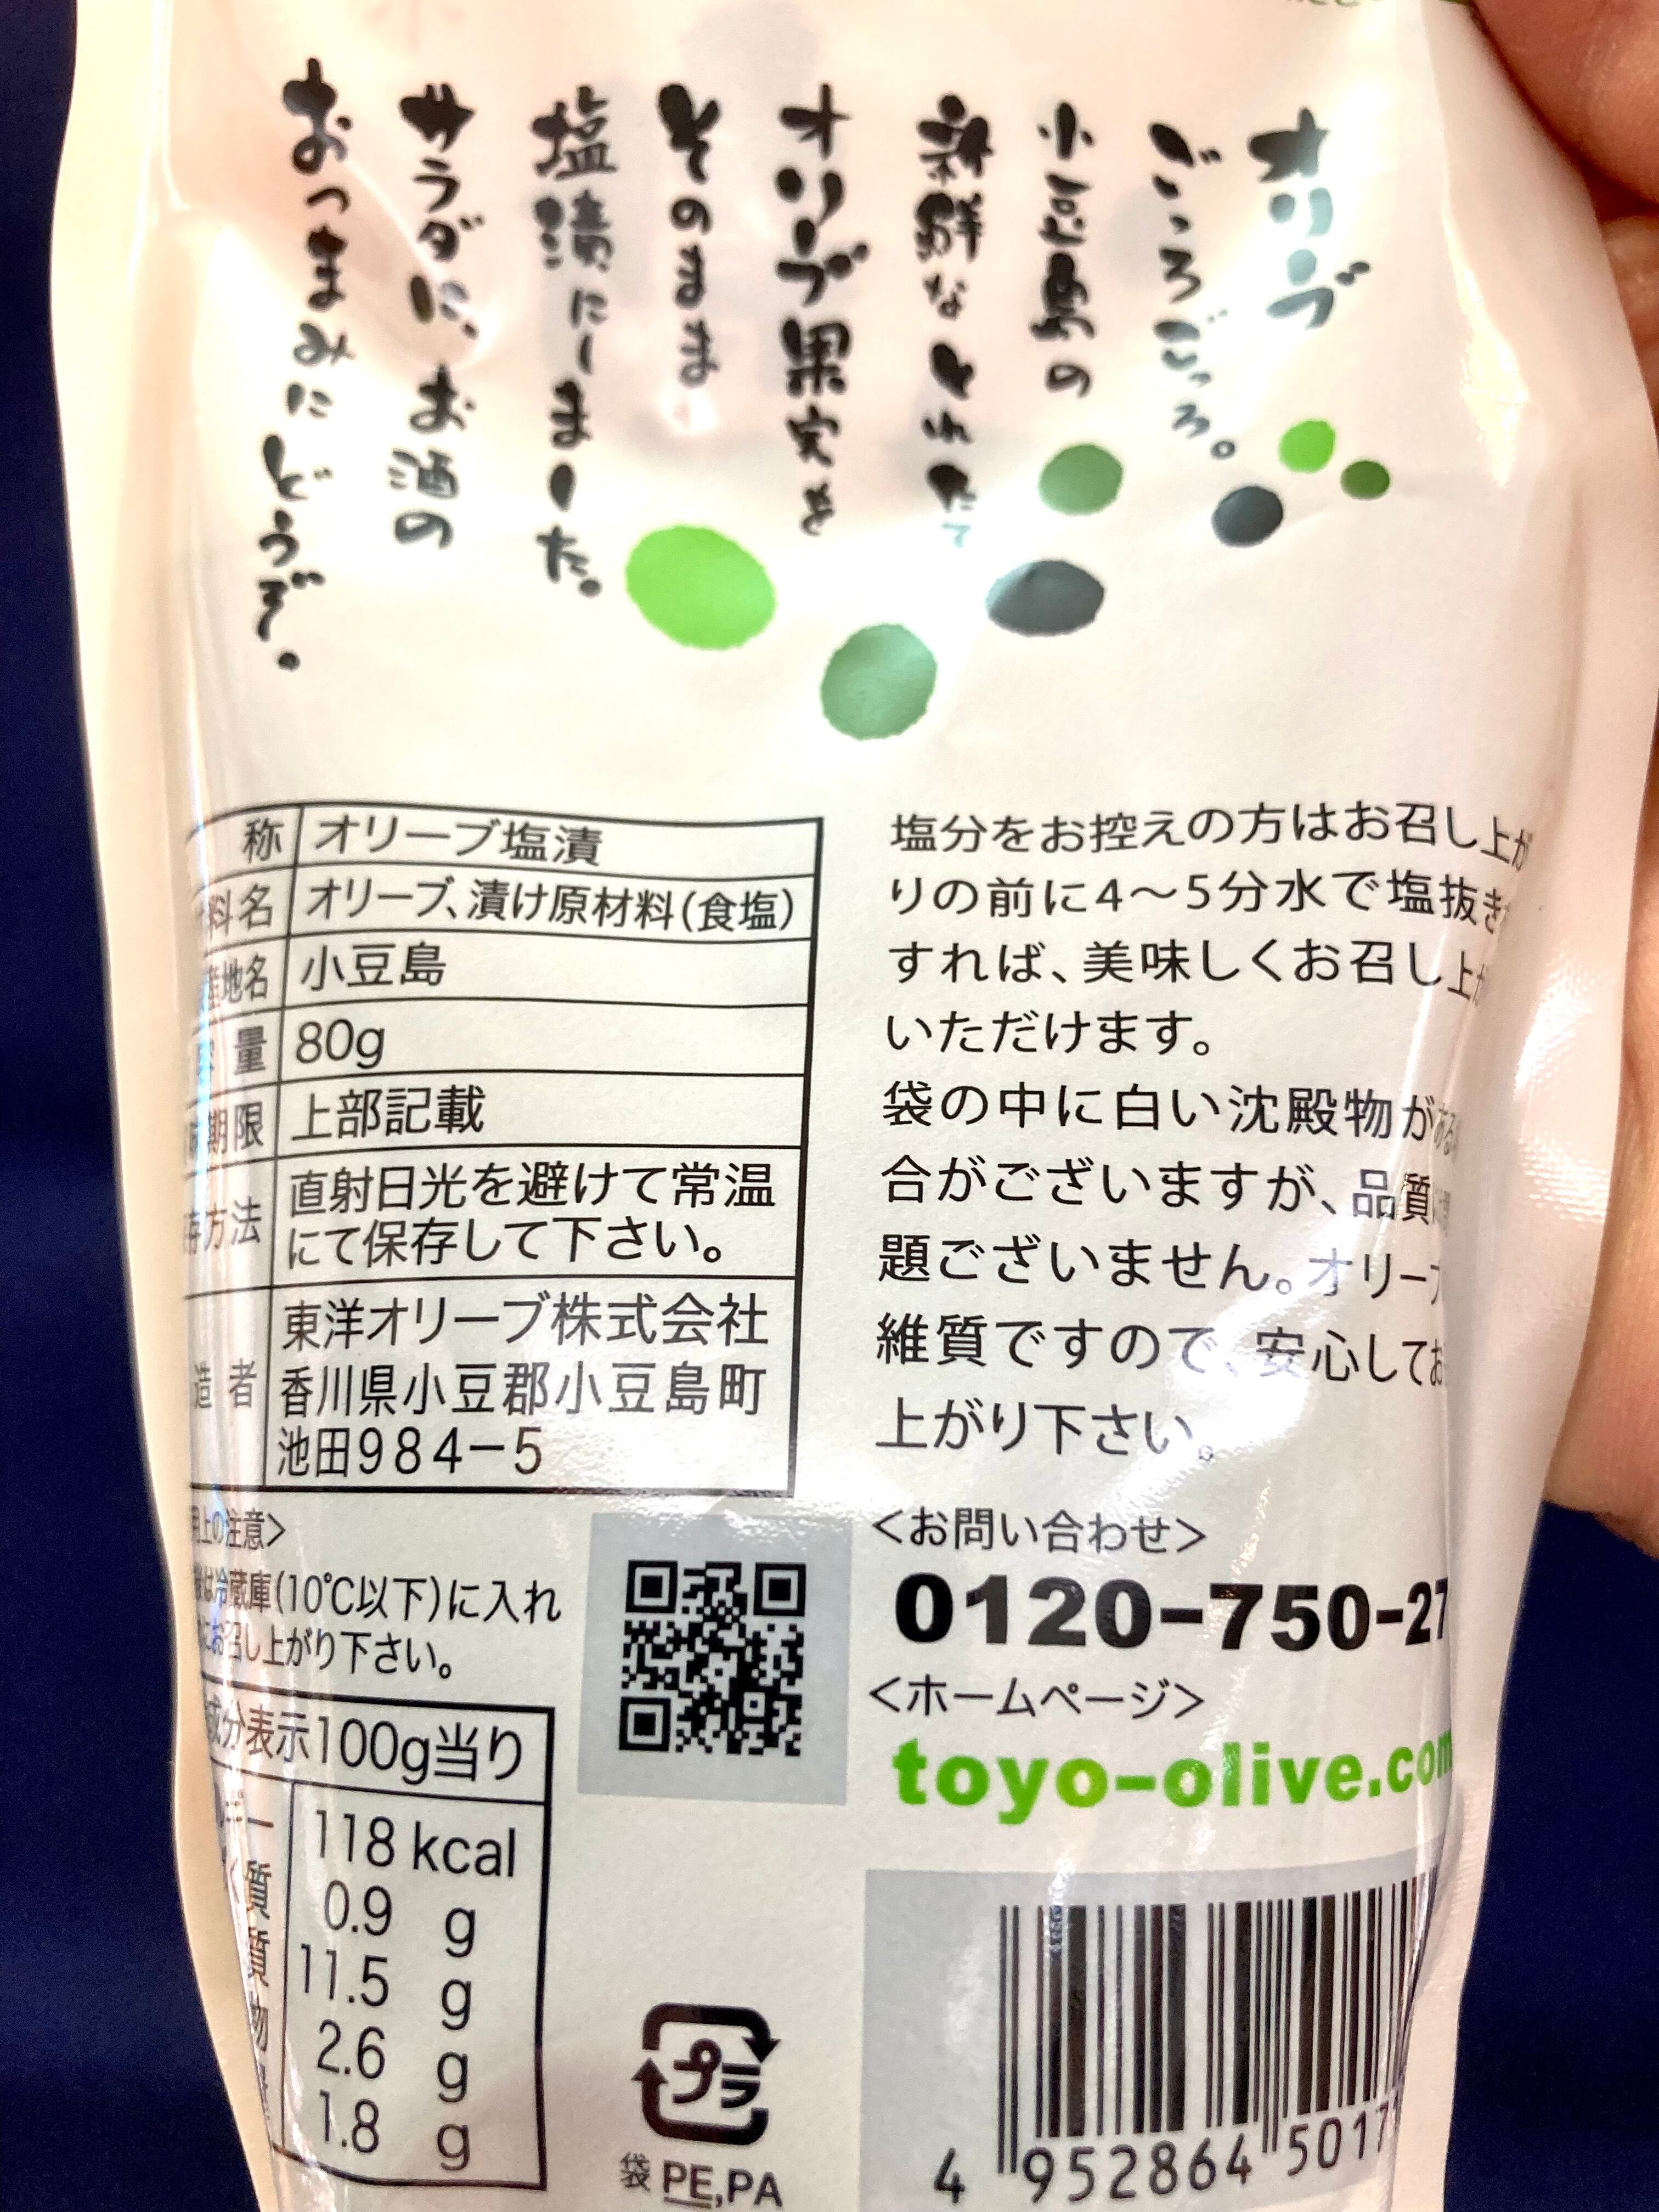 オリーブ
ごろごろ。
小豆島の
新鮮なとれたて
オリーブ果実を
そのまま
塩漬にしました。
サラダに、お酒の
おつまみにどうぞ。
称 オリーブ塩漬
料名 オリーブ、漬け原材料(食塩)
産地名 小豆島
量 80g
期限 上部記載
方法 直射日光を避けて常温
にて保存して下さい。
造者 東洋オリーブ株式会社
香川県小豆郡小豆島町
池田984-5
塩分をお控えの方はお召し上が
りの前に4〜5分水で塩抜き
すれば、美味しくお召し上が
いただけます。
袋の中に白い沈殿物がある
合がございますが、品質
題ございません。オリーブ
維質ですので、安心してお
上がり下さい。
上の注意>
は冷蔵庫(10℃以下)に入れ
にお召し上がり下さい。
<お問い合わせ>
0120-750-27
<ホームページ>
toyo-olive.com
成分表示100g当り
ギー 118 kcal
く質 0.9 g
質 11.5 g
物 2.6 g
1.8 g
プラ
袋 PE,PA
4 952864 5017